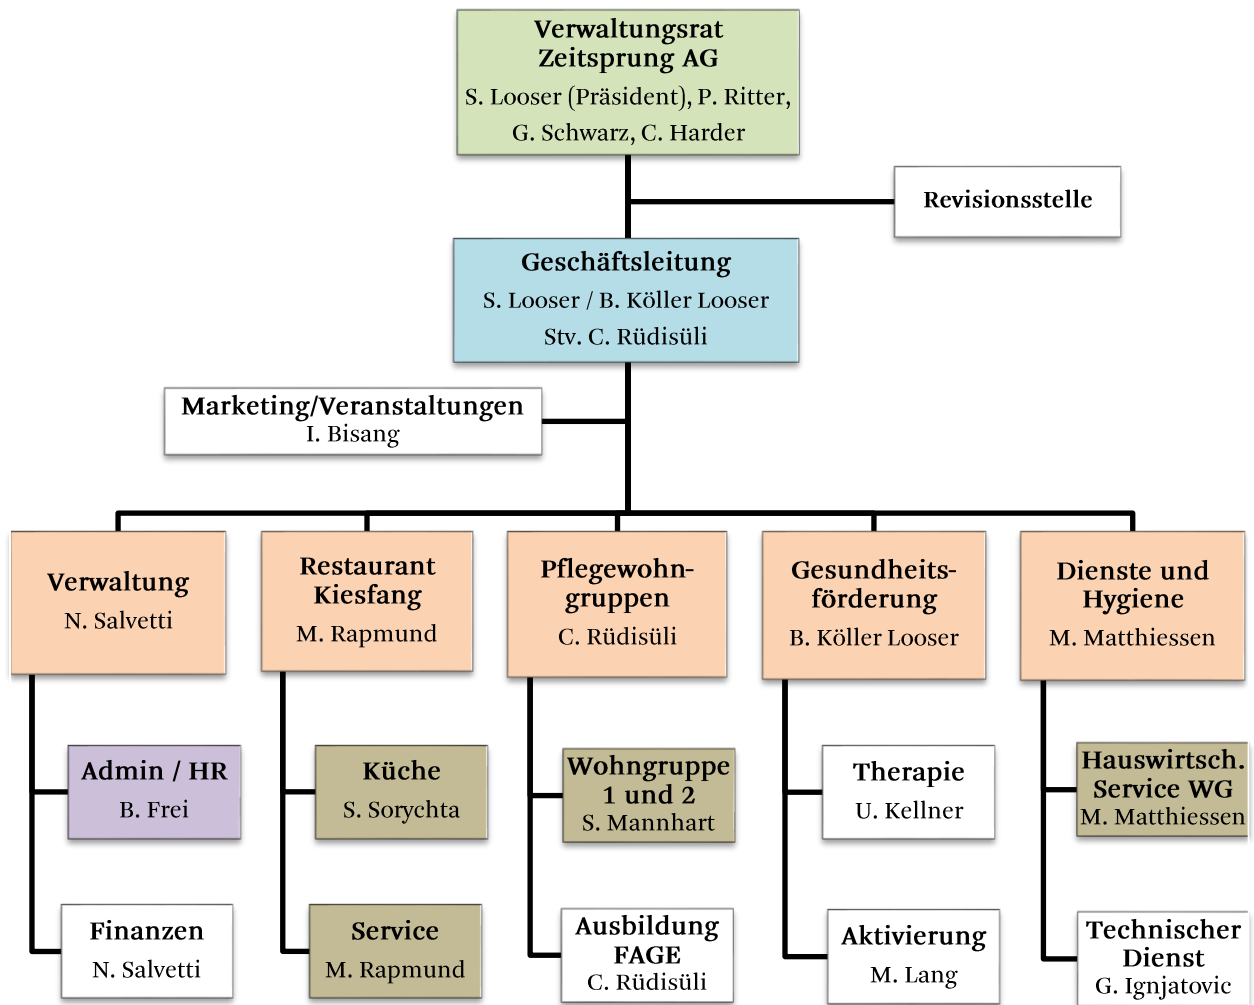 Verwaltungsrat
Zeitsprung AG
S. Looser (Präsident), P. Ritter,
G. Schwarz, C. Harder
Revisionsstelle
Geschäftsleitung
S. Looser / B. Köller Looser
Stv. C. Rüdisüli
Marketing/Veranstaltungen
I. Bisang
Verwaltung
N. Salvetti
Restaurant
Kiesfang
M. Rapmund
Pflegewohn-
gruppen
C. Rüdisüli
Gesundheits-
förderung
B. Köller Looser
Dienste und
Hygiene
M. Matthiessen
Admin / HR
B. Frei
Küche
S. Sorychta
Wohngruppe
1 und 2
S. Mannhart
Therapie
U. Kellner
Hauswirtsch.
Service WG
M. Matthiessen
Finanzen
N. Salvetti
Service
M. Rapmund
Ausbildung
FAGE
C. Rüdisüli
Aktivierung
M. Lang
Technischer
Dienst
G. Ignjatovic